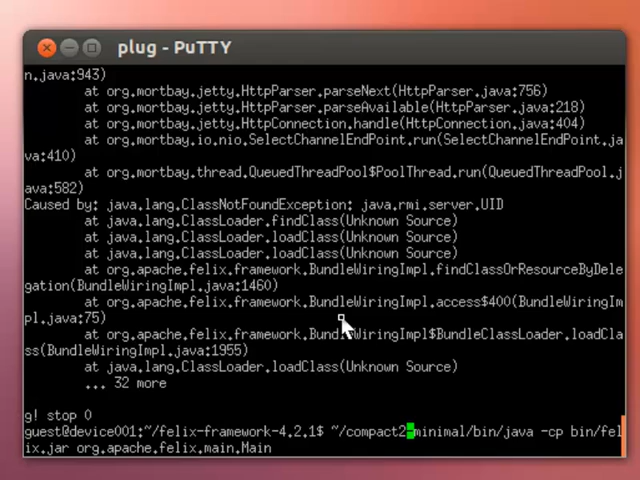 plug - PuTTY
n.java:943)
at org.mortbay.jetty.HttpParser.parseNext(HttpParser.java:756)
at org.mortbay.jetty.HttpParser.parseAvailable(HttpParser.java:218)
at org.mortbay.jetty.HttpConnection.handle(HttpConnection.java:404)
at org.mortbay.io.nio.SelectChannelEndPoint.run(SelectChannelEndPoint.ja
va:410)
at org.mortbay.thread.QueuedThreadPool$PoolThread.run(QueuedThreadPool.j
ava:582)
Caused by: java.lang.ClassNotFoundException: java.rmi.server.UID
at java.lang.ClassLoader.findClass(Unknown Source)
at java.lang.ClassLoader.loadClass(Unknown Source)
at java.lang.ClassLoader.loadClass(Unknown Source)
at org.apache.felix.framework.BundleWiringImpl.findClassOrResourceByDele
gation(BundleWiringImpl.java:1460)
at org.apache.felix.framework.BundleWiringImpl.access$400(BundleWiringIm
pl.java:75)
at org.apache.felix.framework.BundleWiringImpl$BundleClassLoader.loadCla
ss(BundleWiringImpl.java:1955)
at java.lang.ClassLoader.loadClass(Unknown Source)
... 32 more
g! stop 0
guest@device001:~/felix-framework-4.2.1$ ~/compact2-minimal/bin/java -cp bin/fel
ix.jar org.apache.felix.main.Main